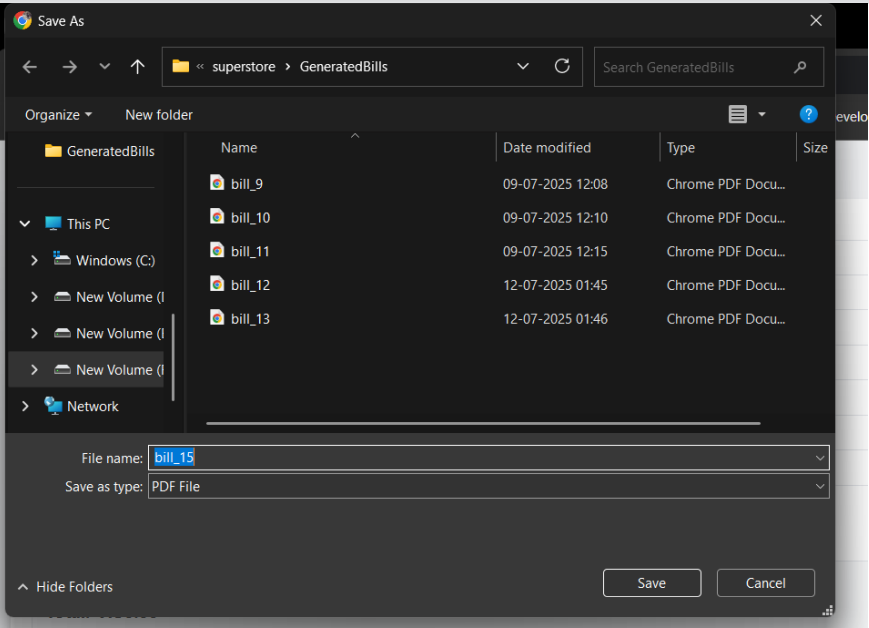 Save As
« superstore › GeneratedBills
Search GeneratedBills
Organize
New folder
?
evelo
GeneratedBills
This PC
Windows (C:)
New Volume (
New Volume (
New Volume (
Network
Name Date modified Type Size
bill_9 09-07-2025 12:08 Chrome PDF Docu...
bill_10 09-07-2025 12:10 Chrome PDF Docu...
bill_11 09-07-2025 12:15 Chrome PDF Docu...
bill_12 12-07-2025 01:45 Chrome PDF Docu...
bill_13 12-07-2025 01:46 Chrome PDF Docu...
File name: bill_15
Save as type: PDF File
Hide Folders
Save
Cancel